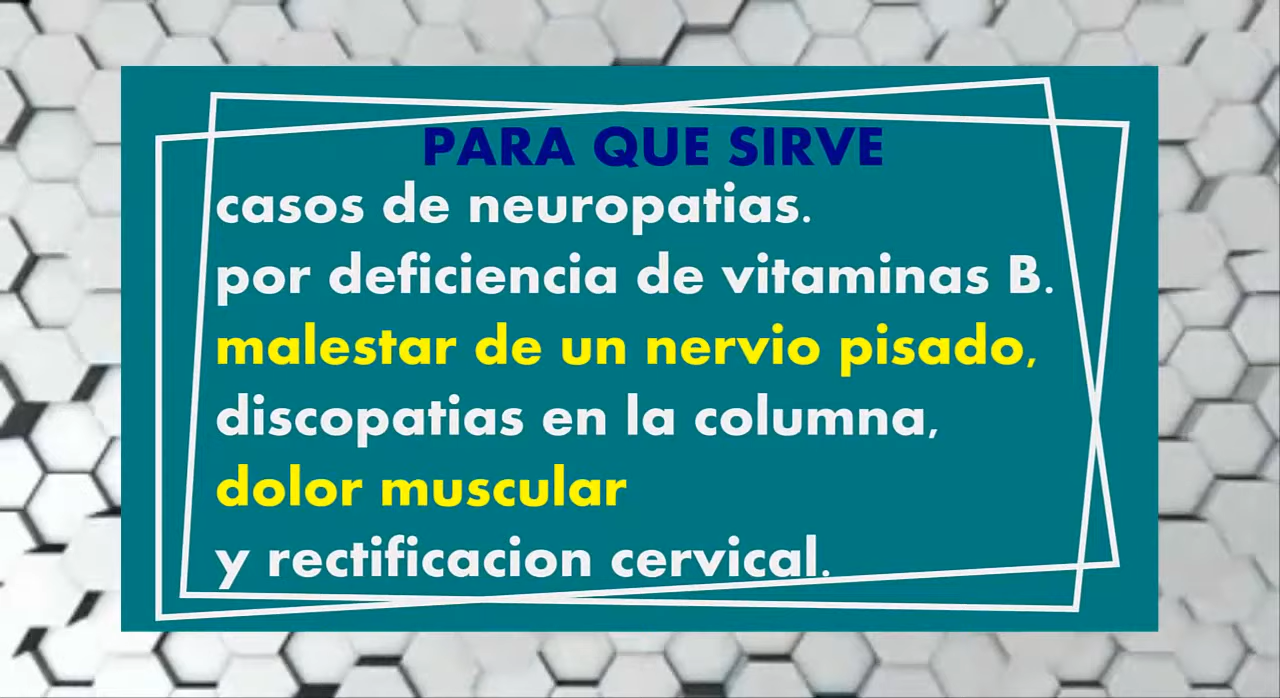 PARA QUE SIRVE
casos de neuropatias.
por deficiencia de vitaminas B.
malestar de un nervio pisado,
discopatias en la columna,
dolor muscular
y rectificacion cervical.